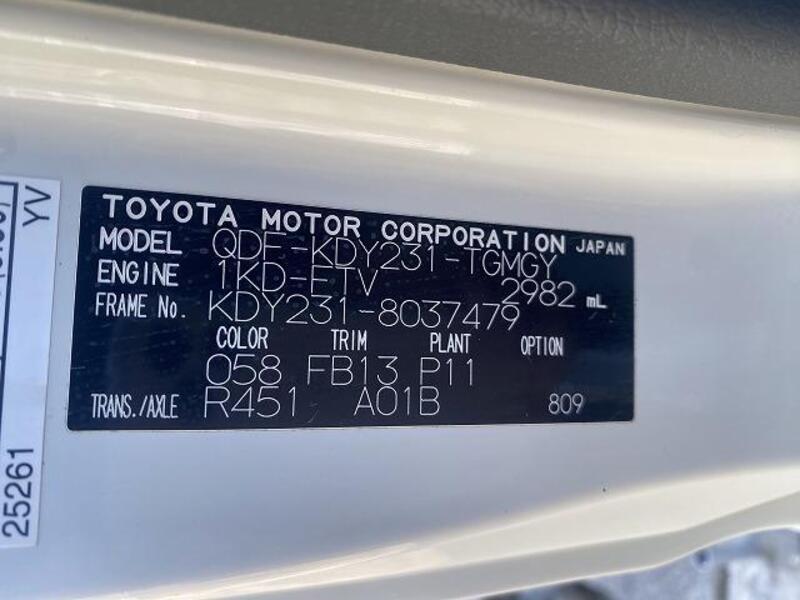 TOYOTA MOTOR CORPORATION JAPAN
MODEL QDF-KDY231-TGMGY
ENGINE 1KD-FTV 2982 mL
FRAME No. KDY231-8037479
COLOR TRIM PLANT OPTION
058 FB13 P11
TRANS./AXLE R451 A01B 809
YV
25261